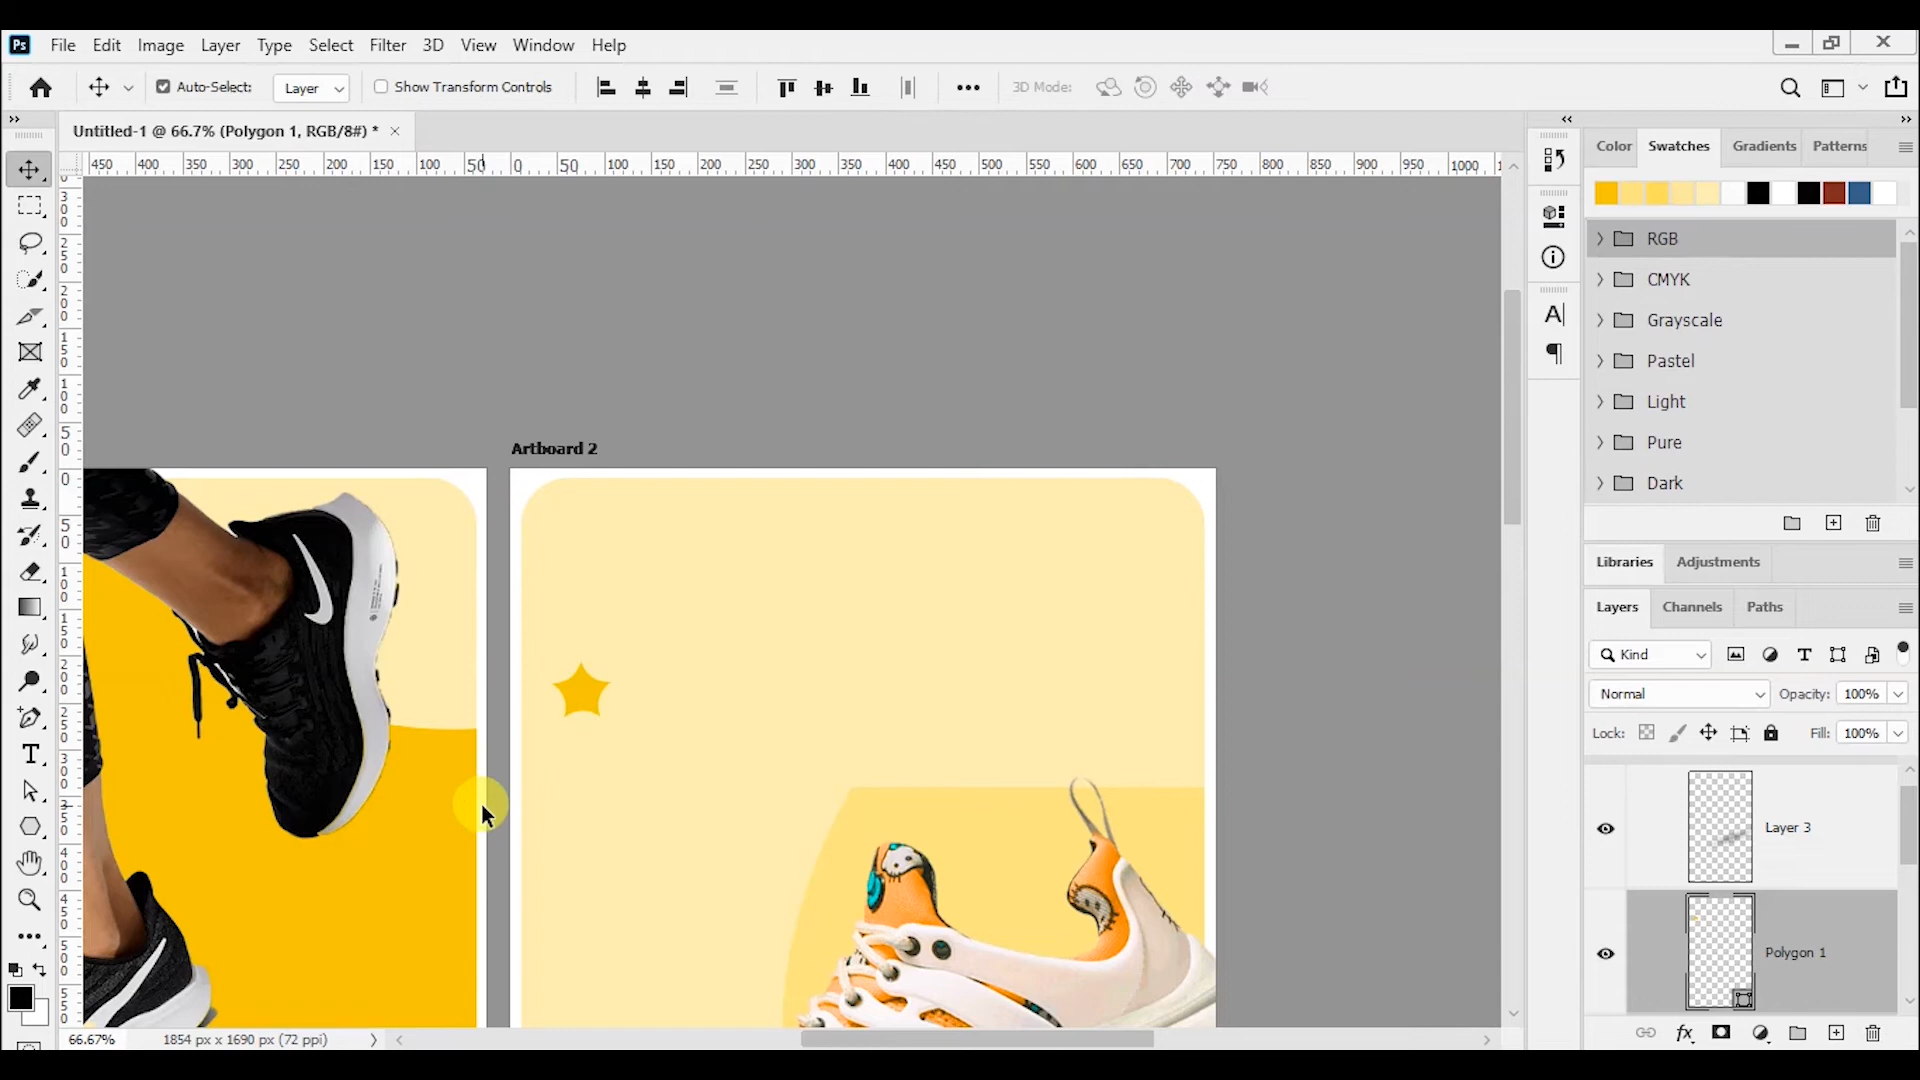 Ps File Edit Image Layer Type Select Filter 3D View Window Help
Auto-Select: Layer Show Transform Controls 3D Mode:
Untitled-1 @ 66.7% (Polygon 1, RGB/8#) *
450 400 350 300 250 200 150 100 50 0 50 100 150 200 250 300 350 400 450 500 550 600 650 700 750 800 850 900 950 1000
Color Swatches Gradients Patterns
RGB
CMYK
Grayscale
Pastel
Light
Pure
Dark
Artboard 2
Libraries Adjustments
Layers Channels Paths
Kind
Normal Opacity: 100%
Lock: Fill: 100%
Layer 3
Polygon 1
66.67% 1854 px x 1690 px (72 ppi)